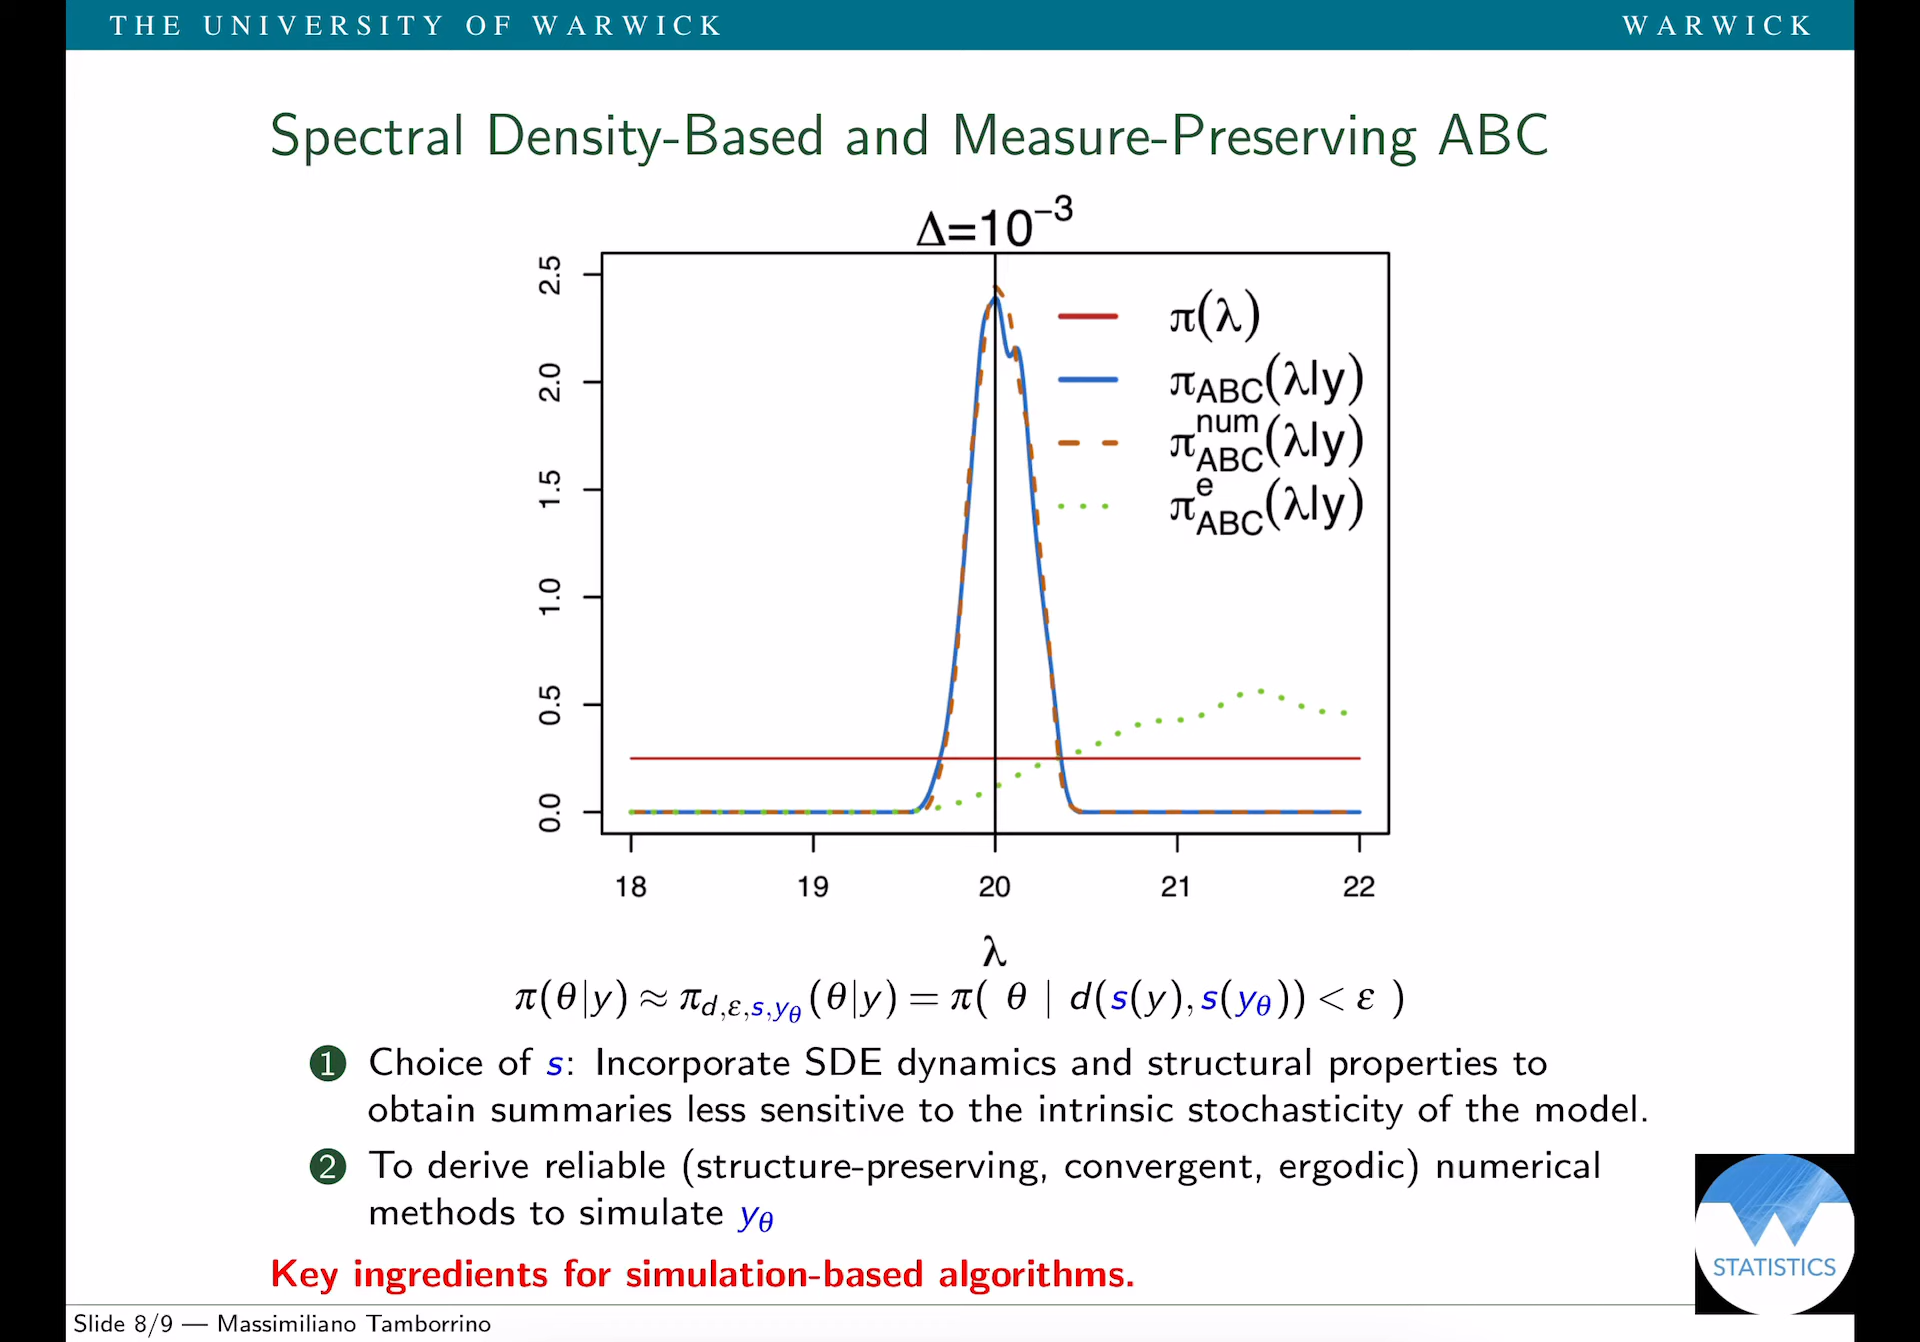 THE UNIVERSITY OF WARWICK
WARWICK
Spectral Density-Based and Measure-Preserving ABC
Δ=10⁻³
2.5
2.0
1.5
1.0
0.5
0.0
π(λ)
π_ABC(λ|y)
π^num_ABC(λ|y)
π^e_ABC(λ|y)
18 19 20 21 22
λ
π(θ|y) ≈ π_{d,ε,s,y_θ}(θ|y) = π( θ | d(s(y),s(y_θ)) < ε )
1 Choice of s: Incorporate SDE dynamics and structural properties to
obtain summaries less sensitive to the intrinsic stochasticity of the model.
2 To derive reliable (structure-preserving, convergent, ergodic) numerical
methods to simulate y_θ
Key ingredients for simulation-based algorithms.
STATISTICS
Slide 8/9 — Massimiliano Tamborrino